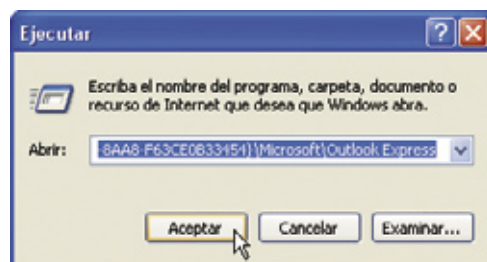 Ejecutar
Escriba el nombre del programa, carpeta, documento o
recurso de Internet que desea que Windows abra.
Abrir: -8AA8-F63CE0B33454}\Microsoft\Outlook Express
Aceptar Cancelar Examinar...